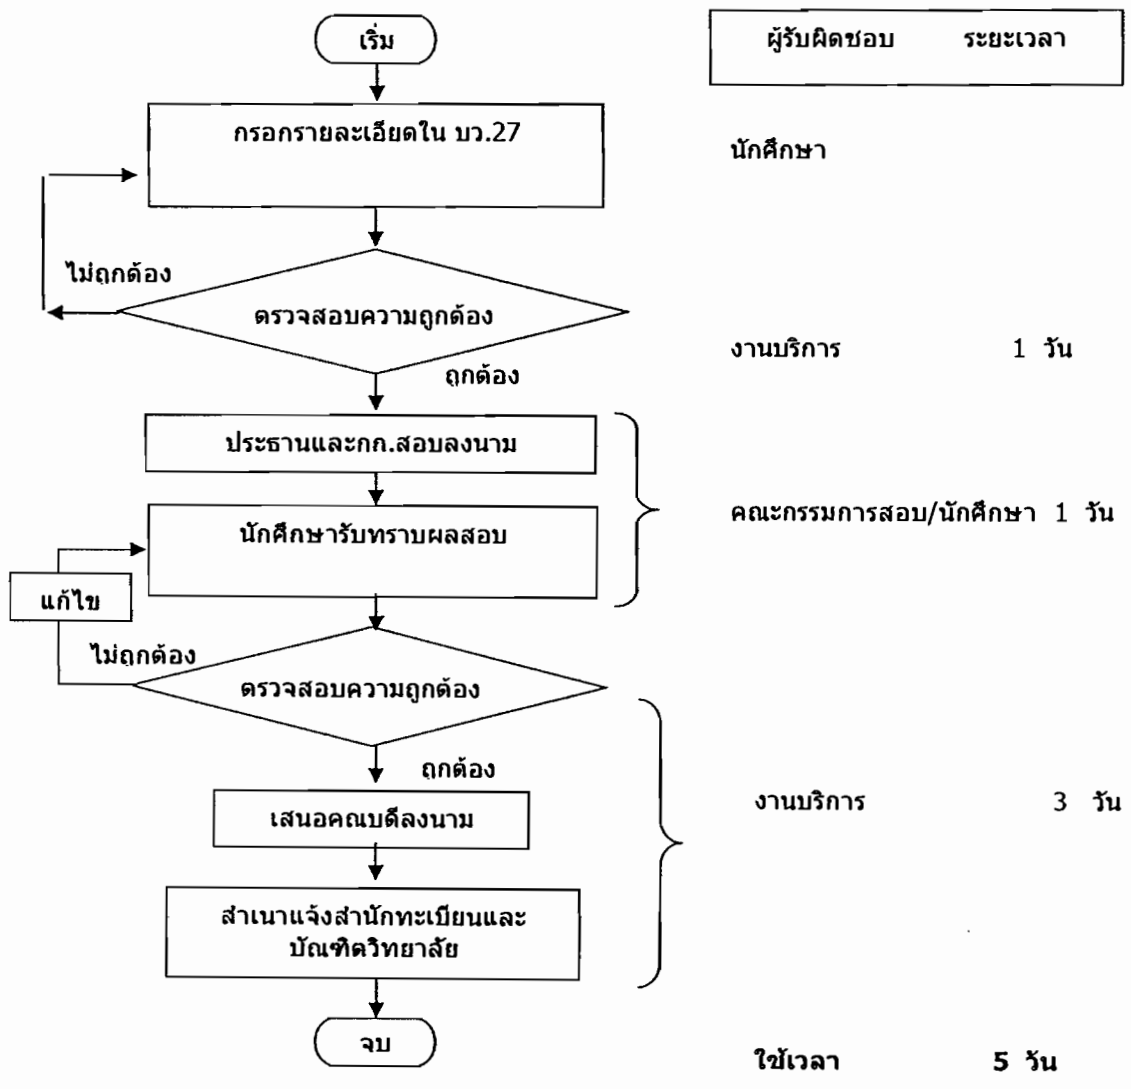 เริ่ม
ผู้รับผิดชอบ ระยะเวลา
กรอกรายละเอียดใน บว.27
นักศึกษา
ไม่ถูกต้อง
ตรวจสอบความถูกต้อง
งานบริการ 1 วัน
ถูกต้อง
ประธานและกก.สอบลงนาม
คณะกรรมการสอบ/นักศึกษา 1 วัน
นักศึกษารับทราบผลสอบ
แก้ไข
ไม่ถูกต้อง
ตรวจสอบความถูกต้อง
ถูกต้อง
งานบริการ 3 วัน
เสนอคณบดีลงนาม
สำเนาแจ้งสำนักทะเบียนและ
บัณฑิตวิทยาลัย
จบ
ใช้เวลา 5 วัน